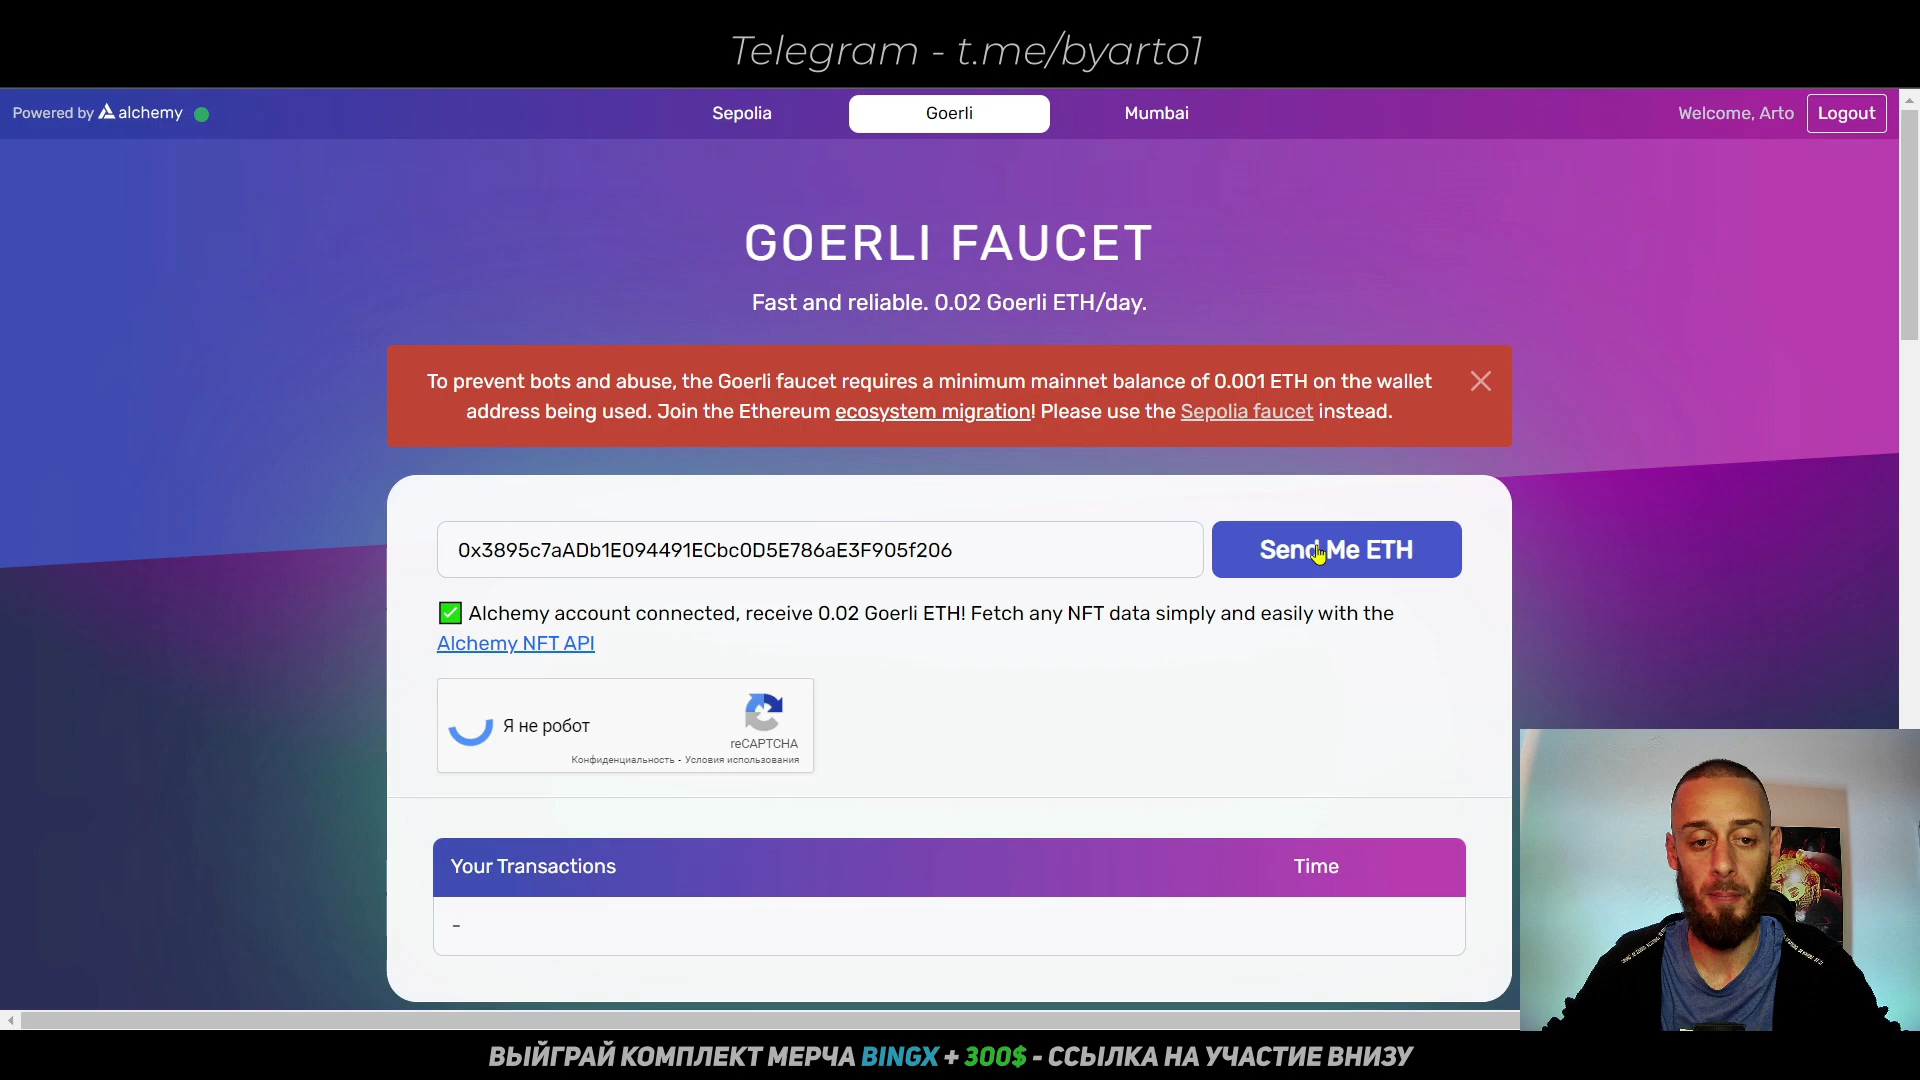 Telegram - t.me/byarto1
Powered by alchemy
Sepolia
Goerli
Mumbai
Welcome, Arto
Logout
GOERLI FAUCET
Fast and reliable. 0.02 Goerli ETH/day.
To prevent bots and abuse, the Goerli faucet requires a minimum mainnet balance of 0.001 ETH on the wallet
address being used. Join the Ethereum ecosystem migration! Please use the Sepolia faucet instead.
0x3895c7aADb1E094491ECbc0D5E786aE3F905f206
Send Me ETH
Alchemy account connected, receive 0.02 Goerli ETH! Fetch any NFT data simply and easily with the
Alchemy NFT API
Я не робот
reCAPTCHA
Конфиденциальность - Условия использования
Your Transactions
Time
-
ВЫЙГРАЙ КОМПЛЕКТ МЕРЧА BINGX + 300$ - ССЫЛКА НА УЧАСТИЕ ВНИЗУ